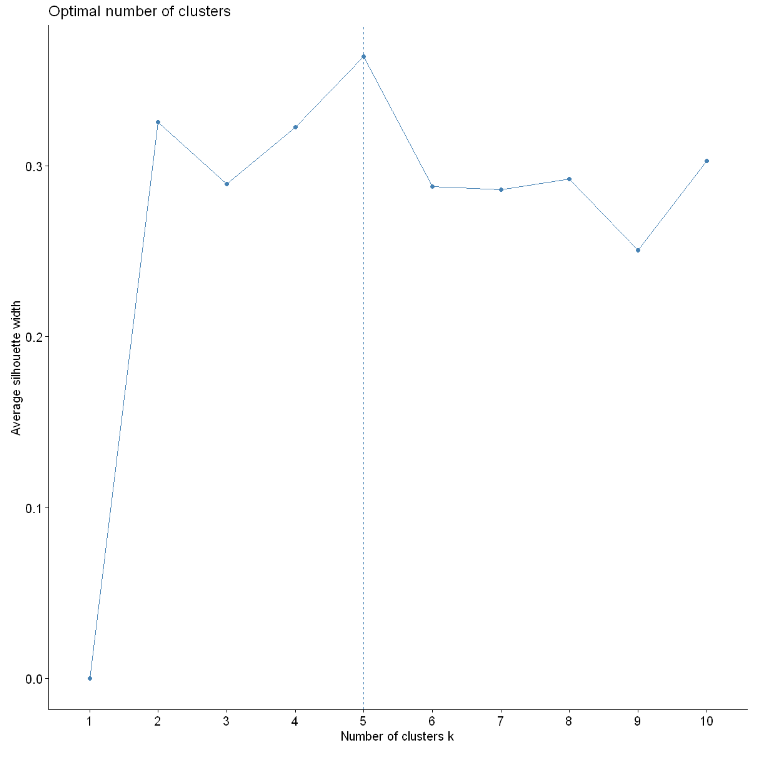 Optimal number of clusters
Average silhouette width
0.3
0.2
0.1
0.0
1 2 3 4 5 6 7 8 9 10
Number of clusters k